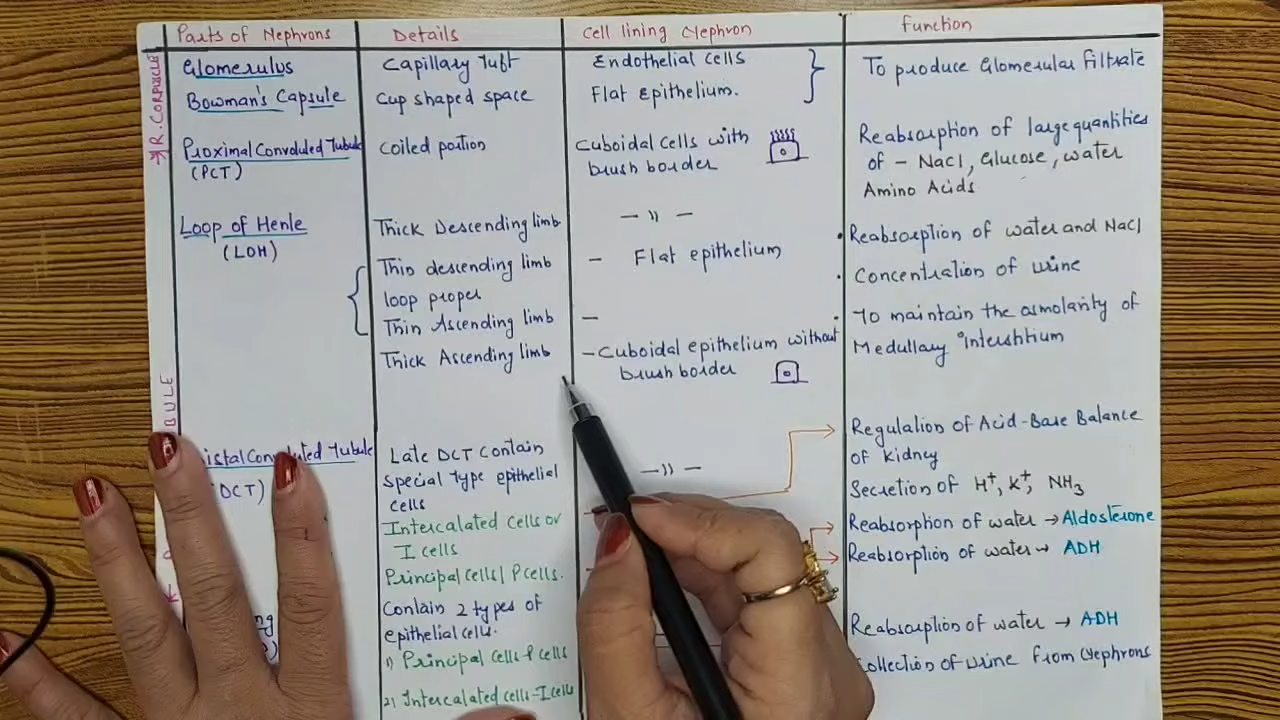 Parts of Nephrons | Details | Cell lining Nephron | Function
R. CORPUSCLE
Glomerulus | Capillary Tuft | Endothelial cells | To produce Glomerular filtrate
Bowman's Capsule | Cup shaped space | Flat Epithelium.
Proximal Convoluted Tubule | coiled portion | Cuboidal Cells with | Reabsorption of large quantities
(PCT) | brush border | of - NaCl, Glucose, water
Amino Acids
Loop of Henle | Thick Descending limb | — 〃 — | Reabsorption of water and NaCl
(LOH) | Thin descending limb | - Flat epithelium | Concentration of urine
loop proper
Thin Ascending limb | - | To maintain the osmolarity of
Thick Ascending limb | - Cuboidal epithelium without | Medullary interstitium
brush border
BULE
istal Convoluted Tubule | Late DCT Contain | Regulation of Acid-Base Balance
special type epithelial | — 〃 — | of kidney
(DCT) | cells | Secretion of H+, K+, NH3
Intercalated Cells or | Reabsorption of water → Aldosterone
I cells | Reabsorption of water → ADH
Principal cells/ P cells.
Contain 2 types of | Reabsorption of water → ADH
epithelial cells.
1) Principal cells P cells | Collection of urine from Nephrons
2) Intercalated cells - I cells